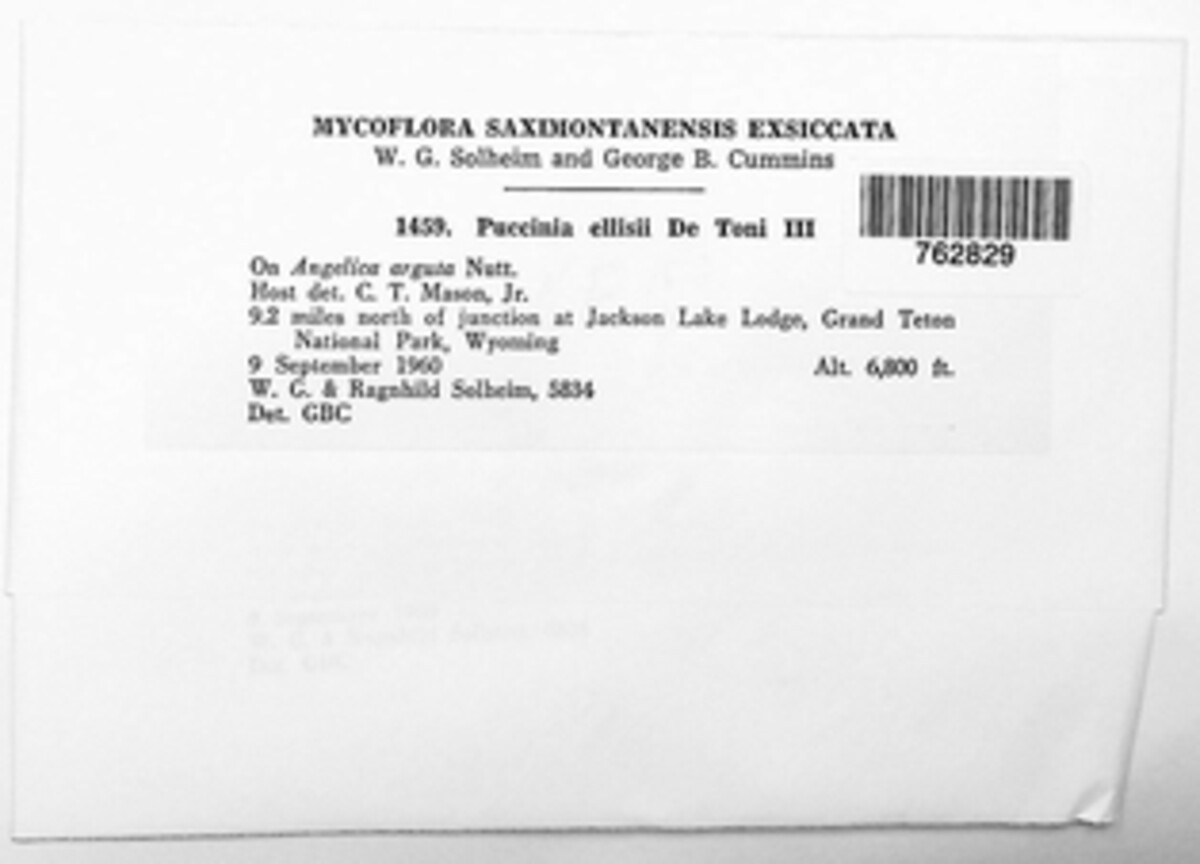 MYCOFLORA SAXIMONTANENSIS EXSICCATA
W. G. Solheim and George B. Cummins
1459. Puccinia ellisii De Toni III
762829
On Angelica arguta Nutt.
Host det. C. T. Mason, Jr.
9.2 miles north of junction at Jackson Lake Lodge, Grand Teton
National Park, Wyoming
9 September 1960 Alt. 6,800 ft.
W. G. & Ragnhild Solheim, 5834
Det. GBC